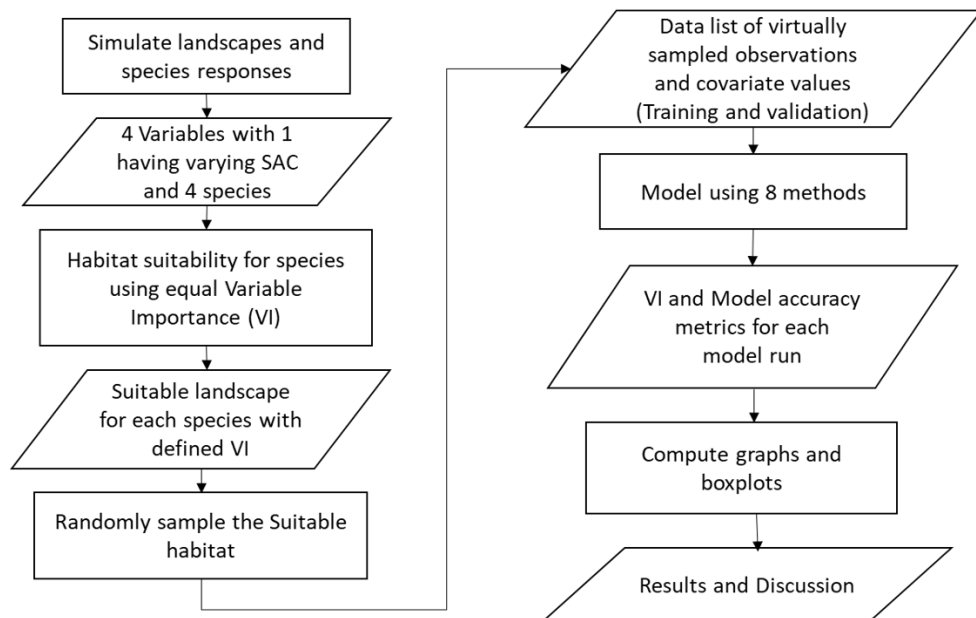 Simulate landscapes and
species responses
4 Variables with 1
having varying SAC
and 4 species
Habitat suitability for species
using equal Variable
Importance (VI)
Suitable landscape
for each species with
defined VI
Randomly sample the Suitable
habitat
Data list of virtually
sampled observations
and covariate values
(Training and validation)
Model using 8 methods
VI and Model accuracy
metrics for each
model run
Compute graphs and
boxplots
Results and Discussion